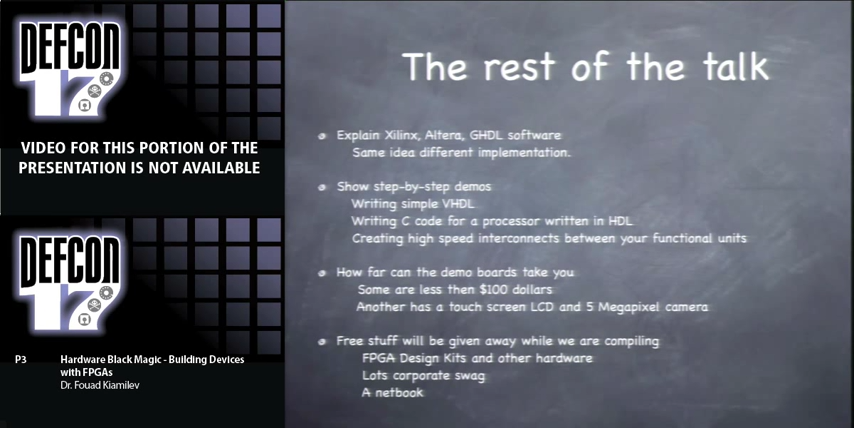 DEFCON
17
VIDEO FOR THIS PORTION OF THE
PRESENTATION IS NOT AVAILABLE
DEFCON
17
P3 Hardware Black Magic - Building Devices
with FPGAs
Dr. Fouad Kiamilev
The rest of the talk
Explain Xilinx, Altera, GHDL software
Same idea different implementation.
Show step-by-step demos
Writing simple VHDL
Writing C code for a processor written in HDL
Creating high speed interconnects between your functional units
How far can the demo boards take you
Some are less then $100 dollars
Another has a touch screen LCD and 5 Megapixel camera
Free stuff will be given away while we are compiling
FPGA Design Kits and other hardware
Lots corporate swag
A netbook